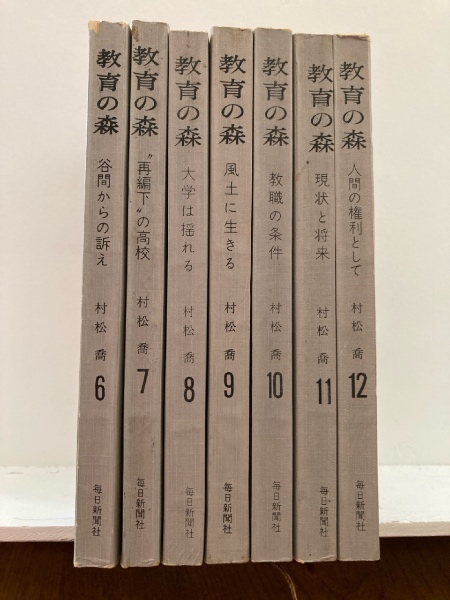 教育の森
谷間からの訴え
村松 喬
6
毎日新聞社
教育の森
“再編下”の高校
村松 喬
7
毎日新聞社
教育の森
大学は揺れる
村松 喬
8
毎日新聞社
教育の森
風土に生きる
村松 喬
9
毎日新聞社
教育の森
教職の条件
村松 喬
10
毎日新聞社
教育の森
現状と将来
村松 喬
11
毎日新聞社
教育の森
人間の権利として
村松 喬
12
毎日新聞社